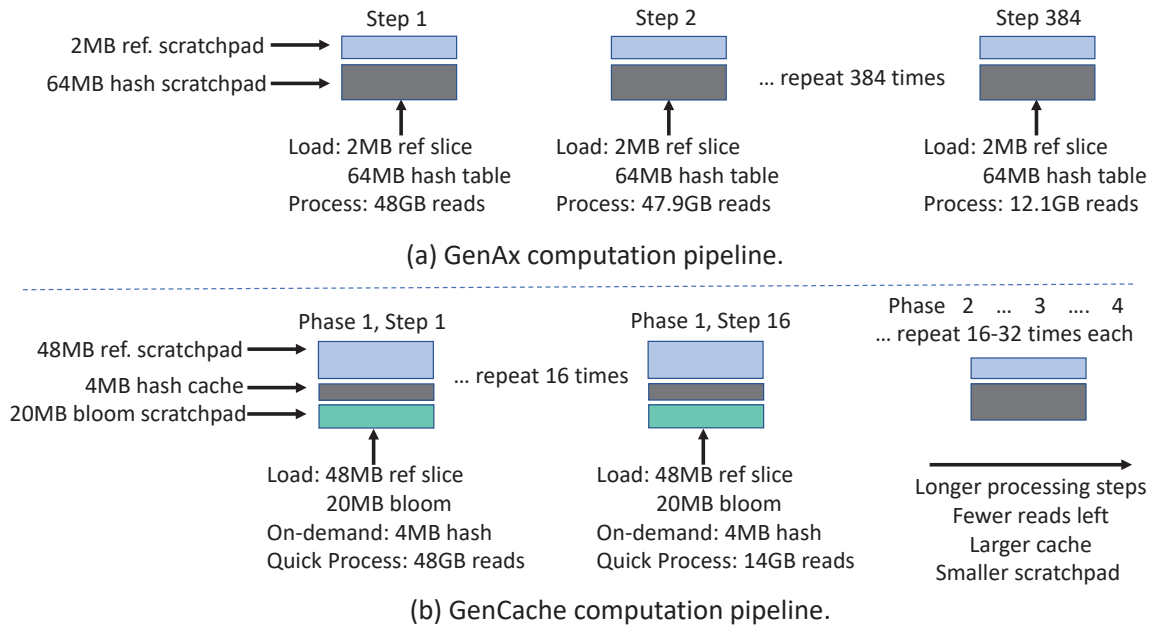 Step 1
Step 2
Step 384
2MB ref. scratchpad
64MB hash scratchpad
... repeat 384 times
Load: 2MB ref slice
64MB hash table
Process: 48GB reads
Load: 2MB ref slice
64MB hash table
Process: 47.9GB reads
Load: 2MB ref slice
64MB hash table
Process: 12.1GB reads
(a) GenAx computation pipeline.
Phase 1, Step 1
Phase 1, Step 16
Phase 2 ... 3 .... 4
... repeat 16-32 times each
48MB ref. scratchpad
4MB hash cache
20MB bloom scratchpad
... repeat 16 times
Load: 48MB ref slice
20MB bloom
On-demand: 4MB hash
Quick Process: 48GB reads
Load: 48MB ref slice
20MB bloom
On-demand: 4MB hash
Quick Process: 14GB reads
Longer processing steps
Fewer reads left
Larger cache
Smaller scratchpad
(b) GenCache computation pipeline.